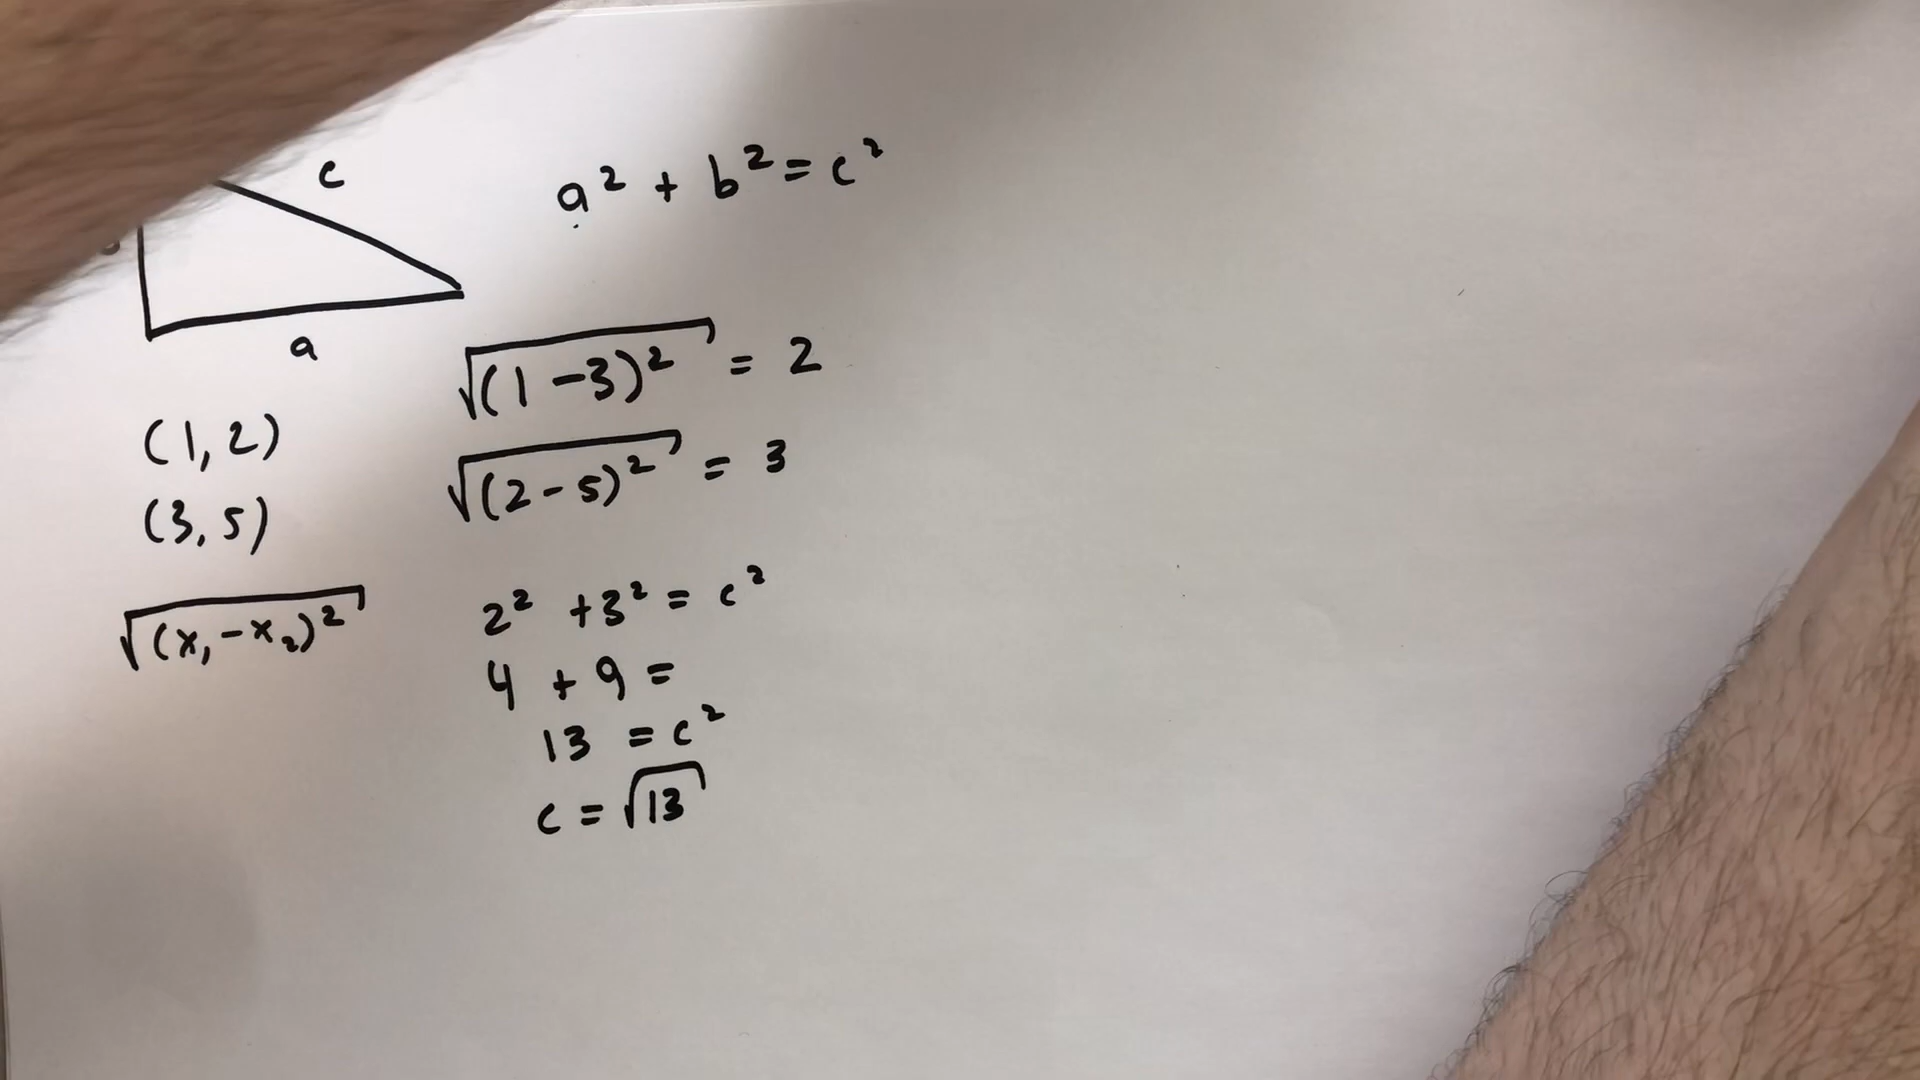 c
a² + b² = c²
a
√(1-3)² = 2
(1,2)
√(2-5)² = 3
(3,5)
2² + 3² = c²
√(x₁-x₂)²
4 + 9 =
13 = c²
c = √13